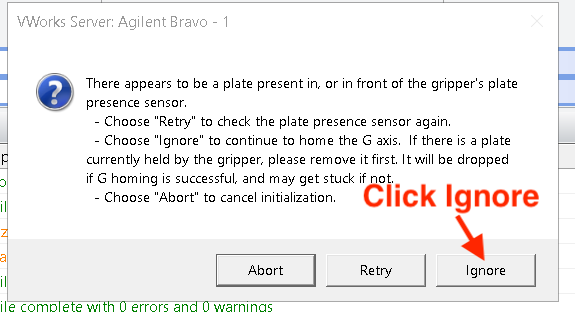 VWorks Server: Agilent Bravo - 1
There appears to be a plate present in, or in front of the gripper's plate
presence sensor.
- Choose "Retry" to check the plate presence sensor again.
- Choose "Ignore" to continue to home the G axis.  If there is a plate
currently held by the gripper, please remove it first. It will be dropped
if G homing is successful, and may get stuck if not.
- Choose "Abort" to cancel initialization.
Click Ignore
Abort
Retry
Ignore
ile complete with 0 errors and 0 warnings